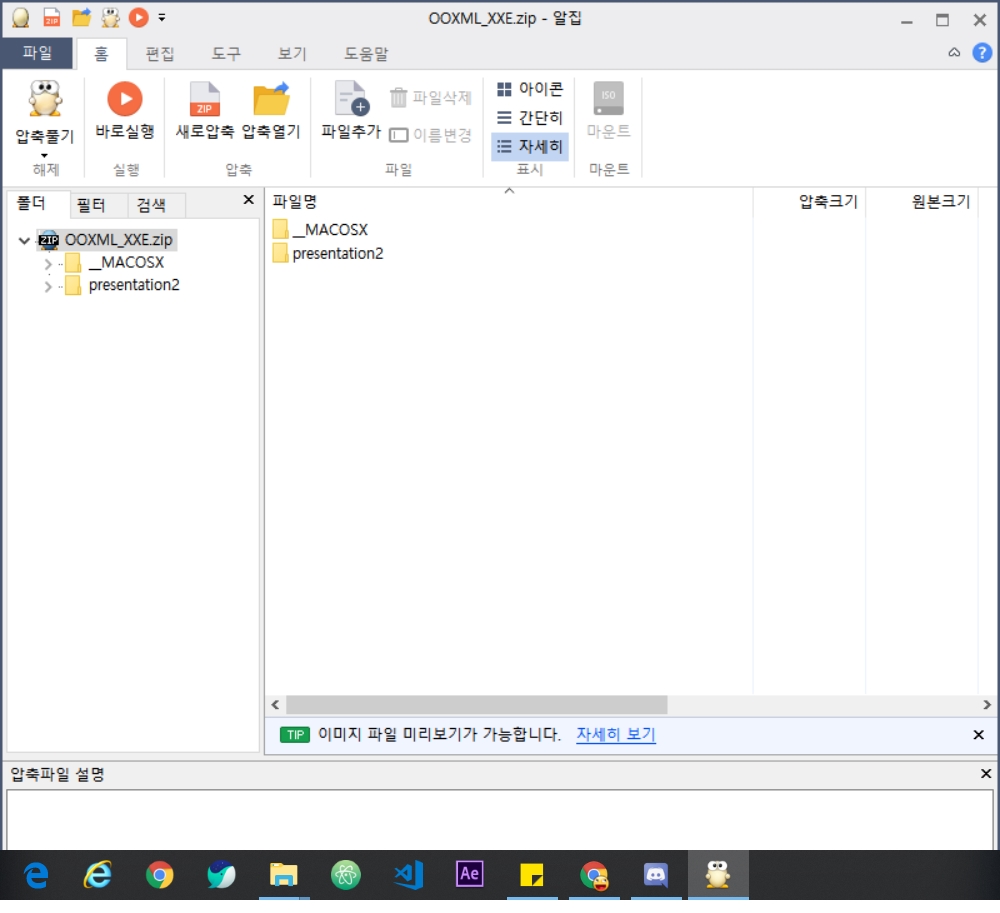 OOXML_XXE.zip - 알집
파일 홈 편집 도구 보기 도움말
압축풀기 바로실행 새로압축 압축열기 파일추가 파일삭제 이름변경 아이콘 간단히 자세히 마운트
ZIP ZIP ISO
해제 실행 압축 파일 표시 마운트
폴더 필터 검색
ZIP OOXML_XXE.zip
__MACOSX
presentation2
파일명 압축크기 원본크기
__MACOSX
presentation2
TIP 이미지 파일 미리보기가 가능합니다. 자세히 보기
압축파일 설명
Ae